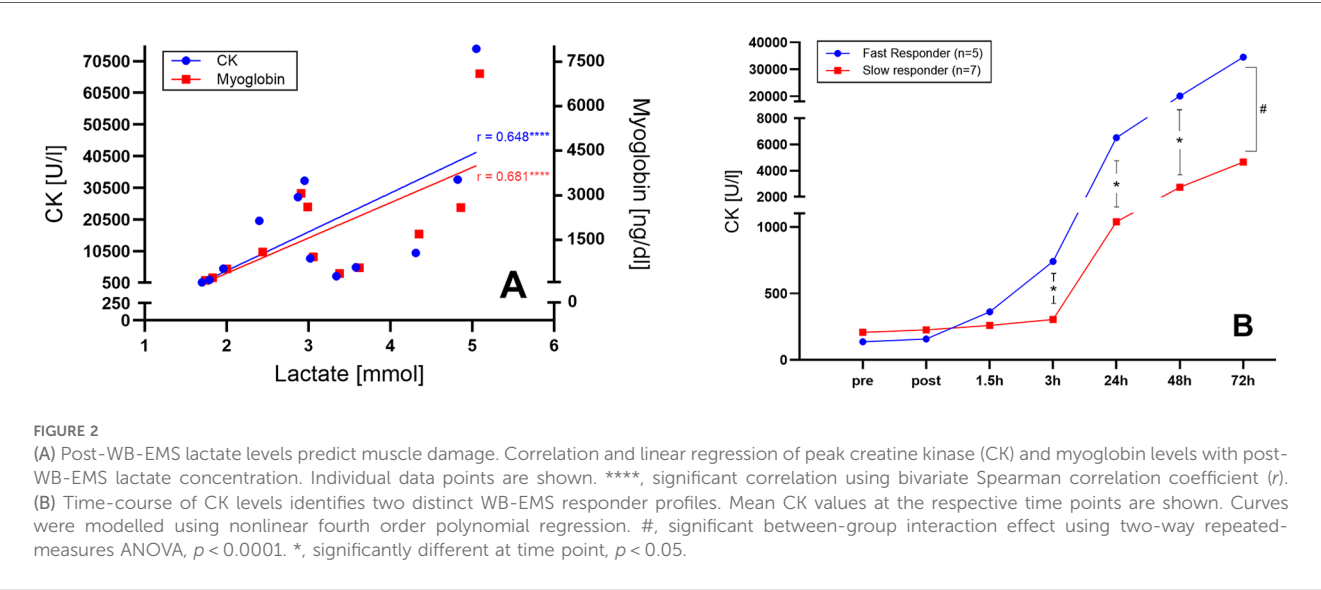 CK
Myoglobin
CK [U/l]
70500
60500
50500
40500
30500
20500
10500
500
250
0
7500
6000
4500
3000
1500
0
Myoglobin [ng/dl]
r = 0.648****
r = 0.681****
A
1 2 3 4 5 6
Lactate [mmol]
Fast Responder (n=5)
Slow responder (n=7)
CK [U/l]
40000
30000
20000
8000
6000
4000
2000
1000
500
0
*
*
*
#
B
pre post 1.5h 3h 24h 48h 72h
FIGURE 2
(A) Post-WB-EMS lactate levels predict muscle damage. Correlation and linear regression of peak creatine kinase (CK) and myoglobin levels with post-
WB-EMS lactate concentration. Individual data points are shown. ****, significant correlation using bivariate Spearman correlation coefficient (r).
(B) Time-course of CK levels identifies two distinct WB-EMS responder profiles. Mean CK values at the respective time points are shown. Curves
were modelled using nonlinear fourth order polynomial regression. #, significant between-group interaction effect using two-way repeated-
measures ANOVA, p < 0.0001. *, significantly different at time point, p < 0.05.